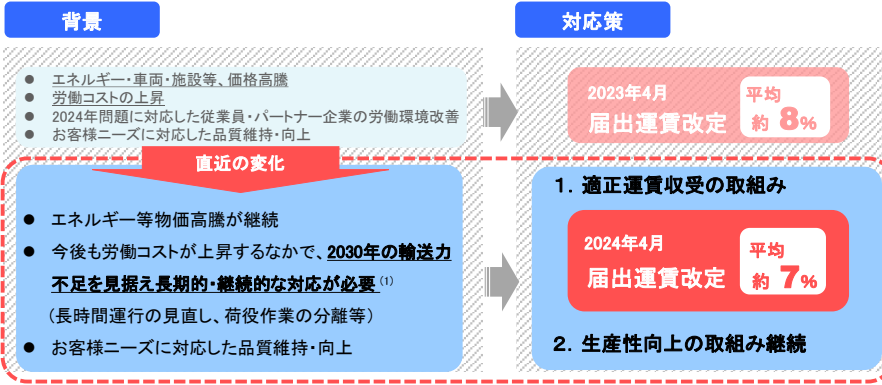 背景
対応策
● エネルギー・車両・施設等、価格高騰
● 労働コストの上昇
● 2024年問題に対応した従業員・パートナー企業の労働環境改善
● お客様ニーズに対応した品質維持・向上
2023年4月
届出運賃改定
平均
約 8%
直近の変化
● エネルギー等物価高騰が継続
● 今後も労働コストが上昇するなかで、2030年の輸送力
不足を見据え長期的・継続的な対応が必要(1)
(長時間運行の見直し、荷役作業の分離等)
● お客様ニーズに対応した品質維持・向上
1. 適正運賃収受の取組み
2024年4月
届出運賃改定
平均
約 7%
2. 生産性向上の取組み継続